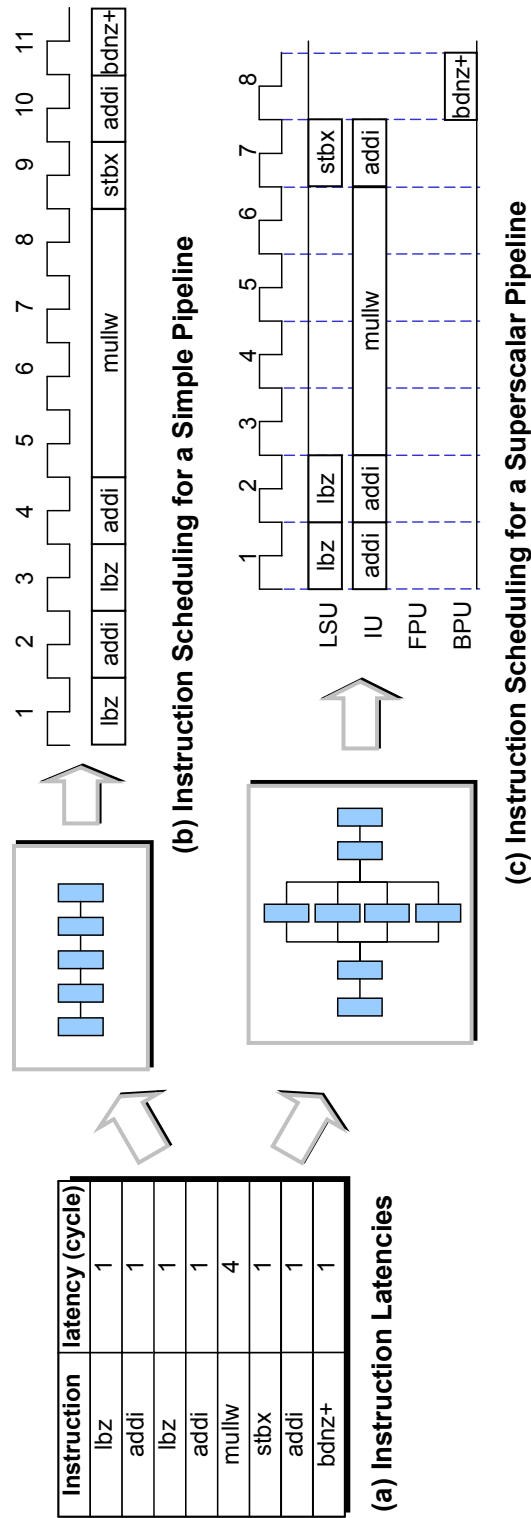 Instruction latency (cycle)
lbz 1
addi 1
lbz 1
addi 1
mullw 4
stbx 1
addi 1
bdnz+ 1
(a) Instruction Latencies
1 2 3 4 5 6 7 8 9 10 11
lbz addi lbz addi mullw stbx addi bdnz+
(b) Instruction Scheduling for a Simple Pipeline
1 2 3 4 5 6 7 8
LSU lbz lbz stbx
IU addi addi mullw addi
FPU
BPU bdnz+
(c) Instruction Scheduling for a Superscalar Pipeline